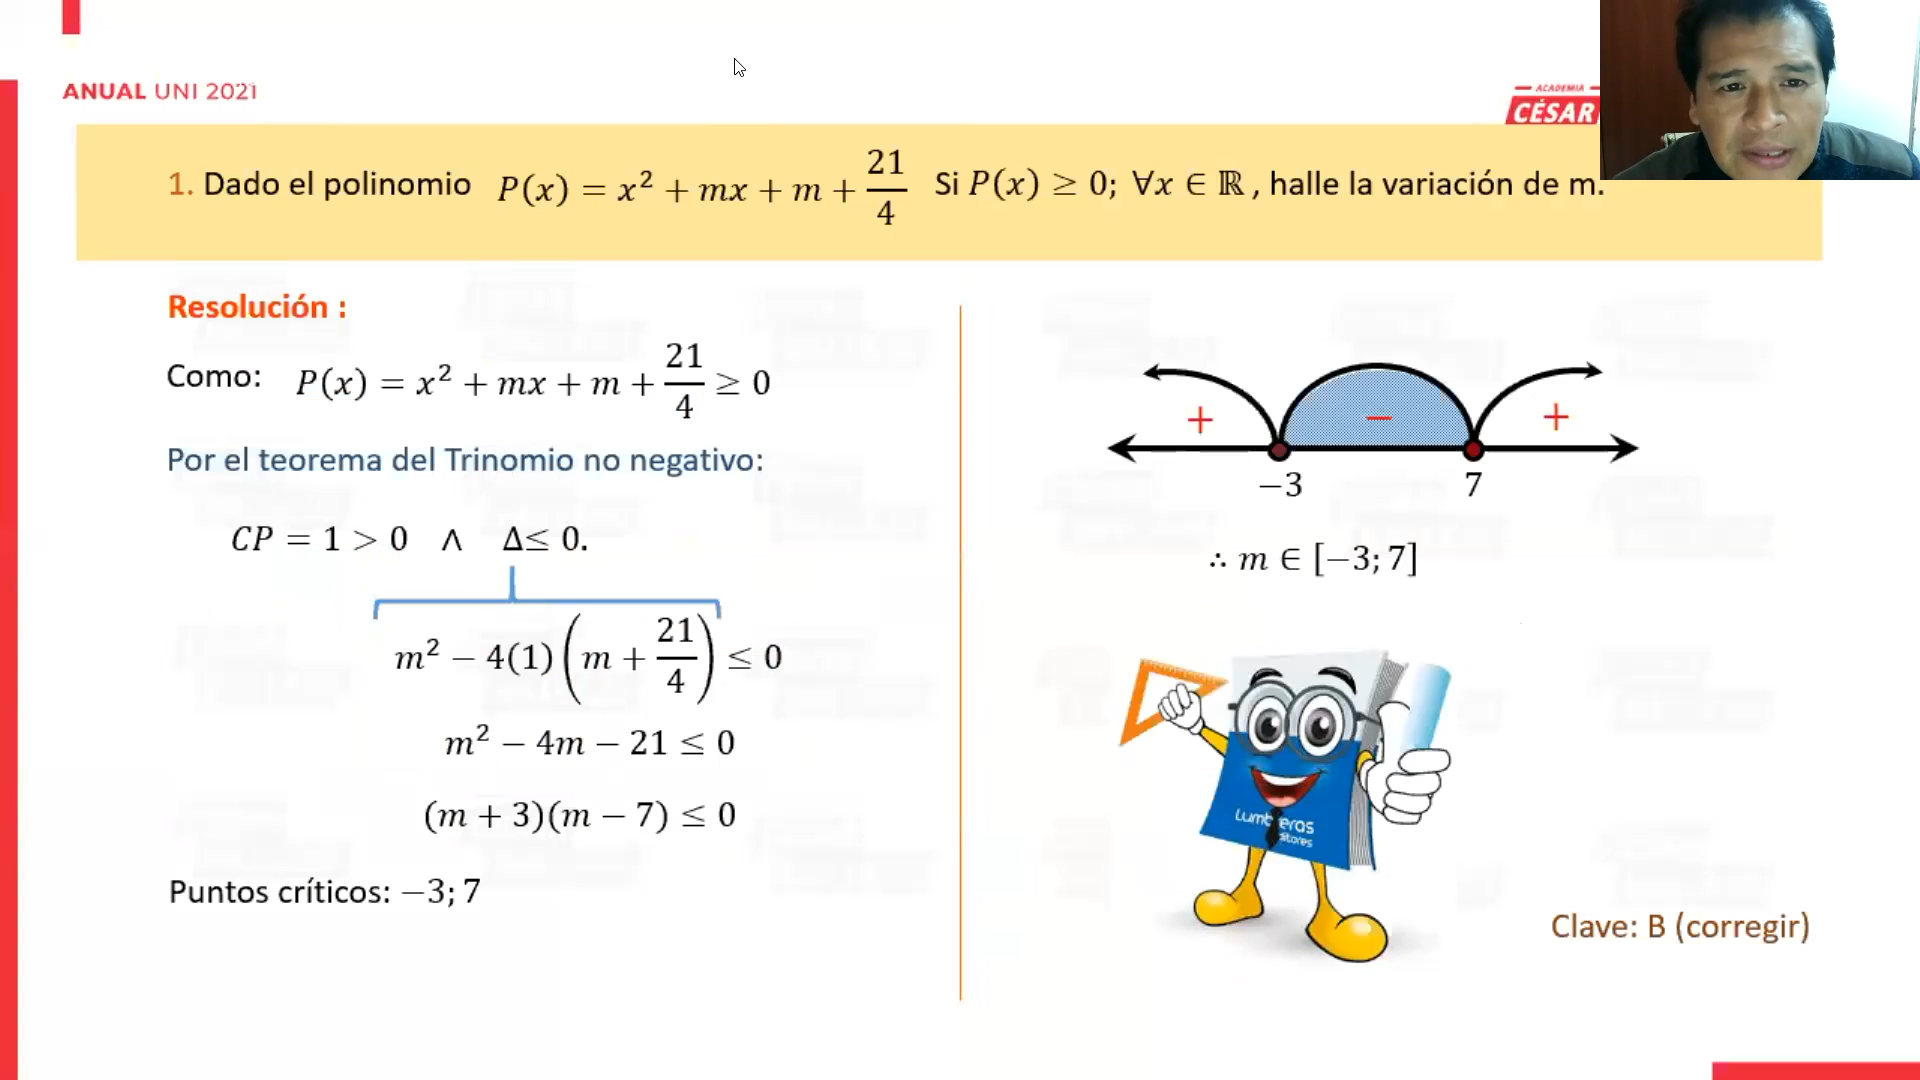 ANUAL UNI 2021
ACADEMIA
CÉSAR
1. Dado el polinomio P(x) = x² + mx + m + 21/4 Si P(x) ≥ 0; ∀x ∈ ℝ , halle la variación de m.
Resolución :
Como: P(x) = x² + mx + m + 21/4 ≥ 0
Por el teorema del Trinomio no negativo:
CP = 1 > 0 ∧ Δ≤ 0.
m² − 4(1)(m + 21/4) ≤ 0
m² − 4m − 21 ≤ 0
(m + 3)(m − 7) ≤ 0
Puntos críticos: −3; 7
+ − +
−3 7
∴ m ∈ [−3; 7]
Clave: B (corregir)